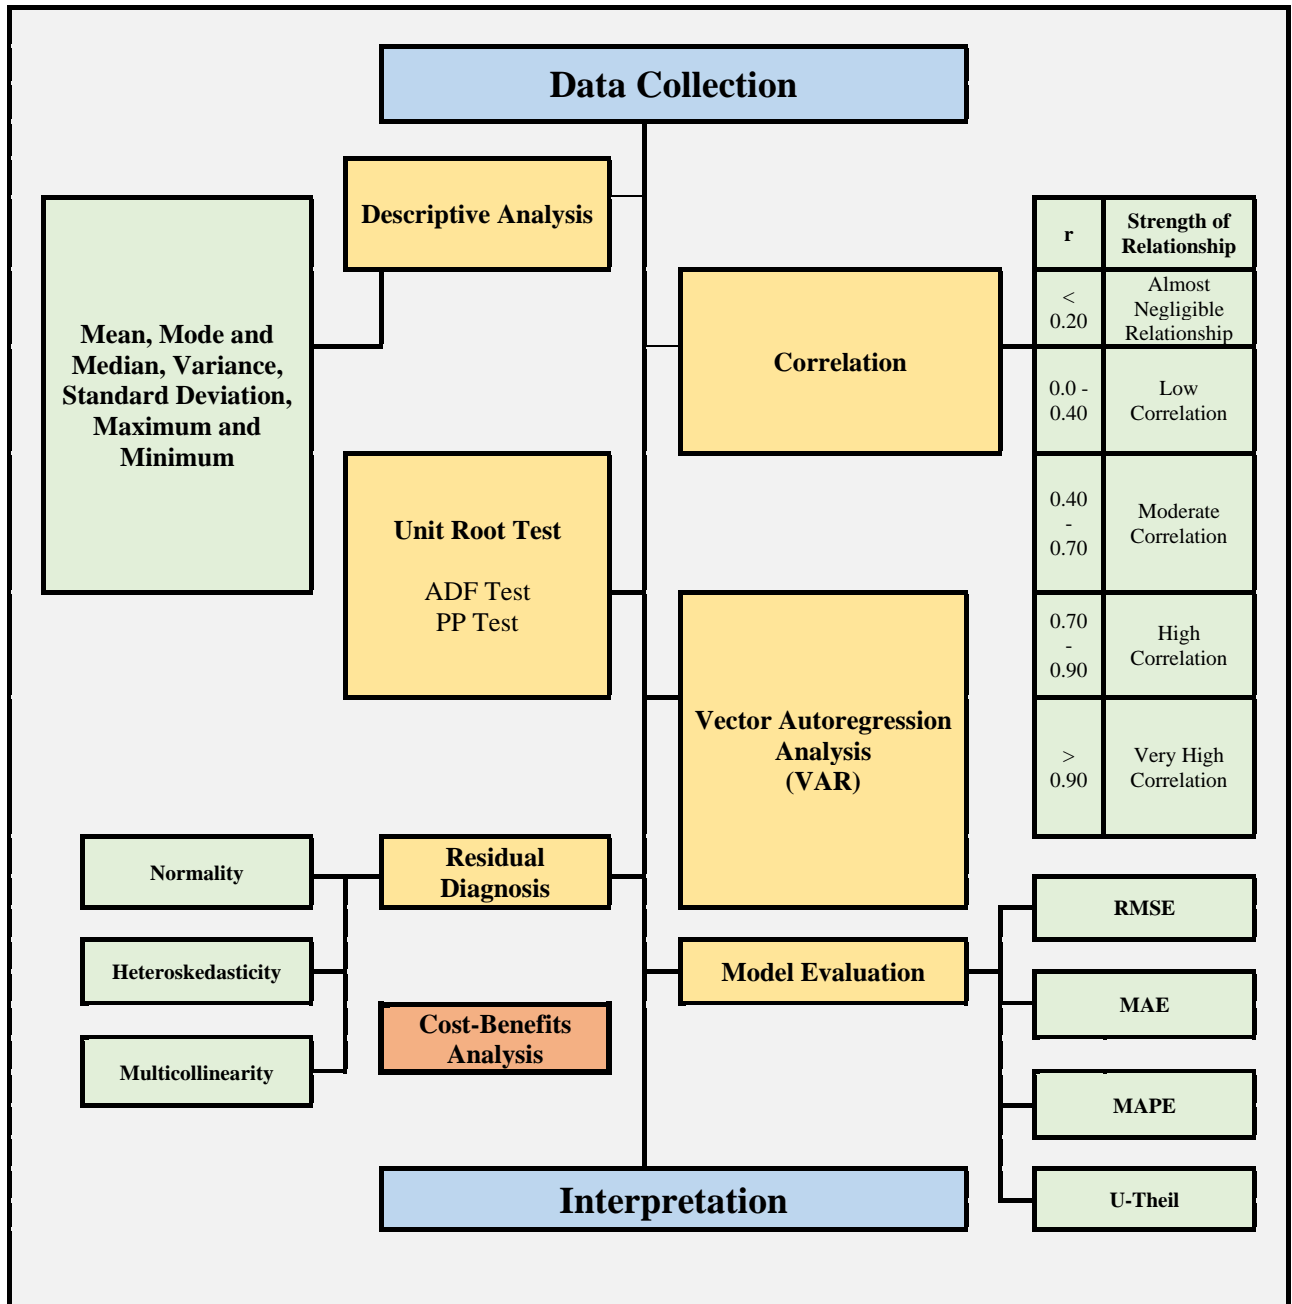 Data Collection
Descriptive Analysis
Mean, Mode and
Median, Variance,
Standard Deviation,
Maximum and
Minimum
Correlation
r
Strength of
Relationship
<
0.20
Almost
Negligible
Relationship
0.0 -
0.40
Low
Correlation
0.40
-
0.70
Moderate
Correlation
0.70
-
0.90
High
Correlation
>
0.90
Very High
Correlation
Unit Root Test
ADF Test
PP Test
Vector Autoregression
Analysis
(VAR)
Residual
Diagnosis
Normality
Heteroskedasticity
Multicollinearity
Model Evaluation
RMSE
MAE
MAPE
U-Theil
Cost-Benefits
Analysis
Interpretation